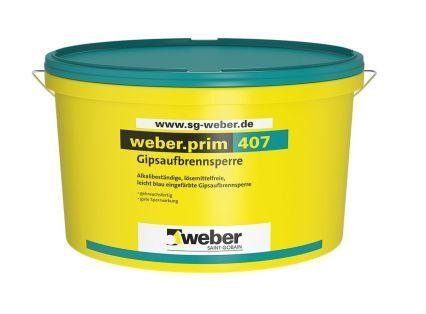 www.sg-weber.de
weber.prim 407
Gipsaufbrennsperre
Alkalibeständige, lösemittelfreie,
leicht blau eingefärbte Gipsaufbrennsperre
• gebrauchsfertig
• gute Sperrwirkung
weber
SAINT-GOBAIN